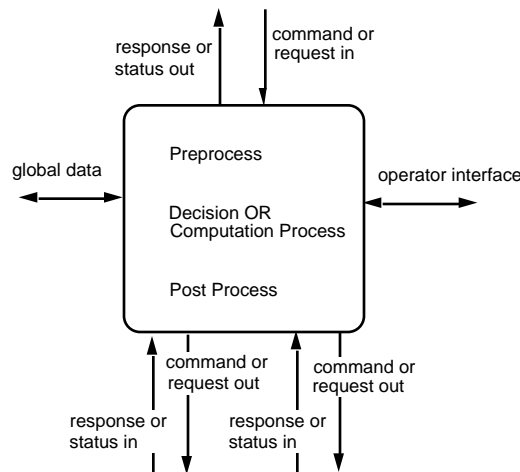 response or
status out
command or
request in
Preprocess
global data
operator interface
Decision OR
Computation Process
Post Process
command or
request out
command or
request out
response or
status in
response or
status in